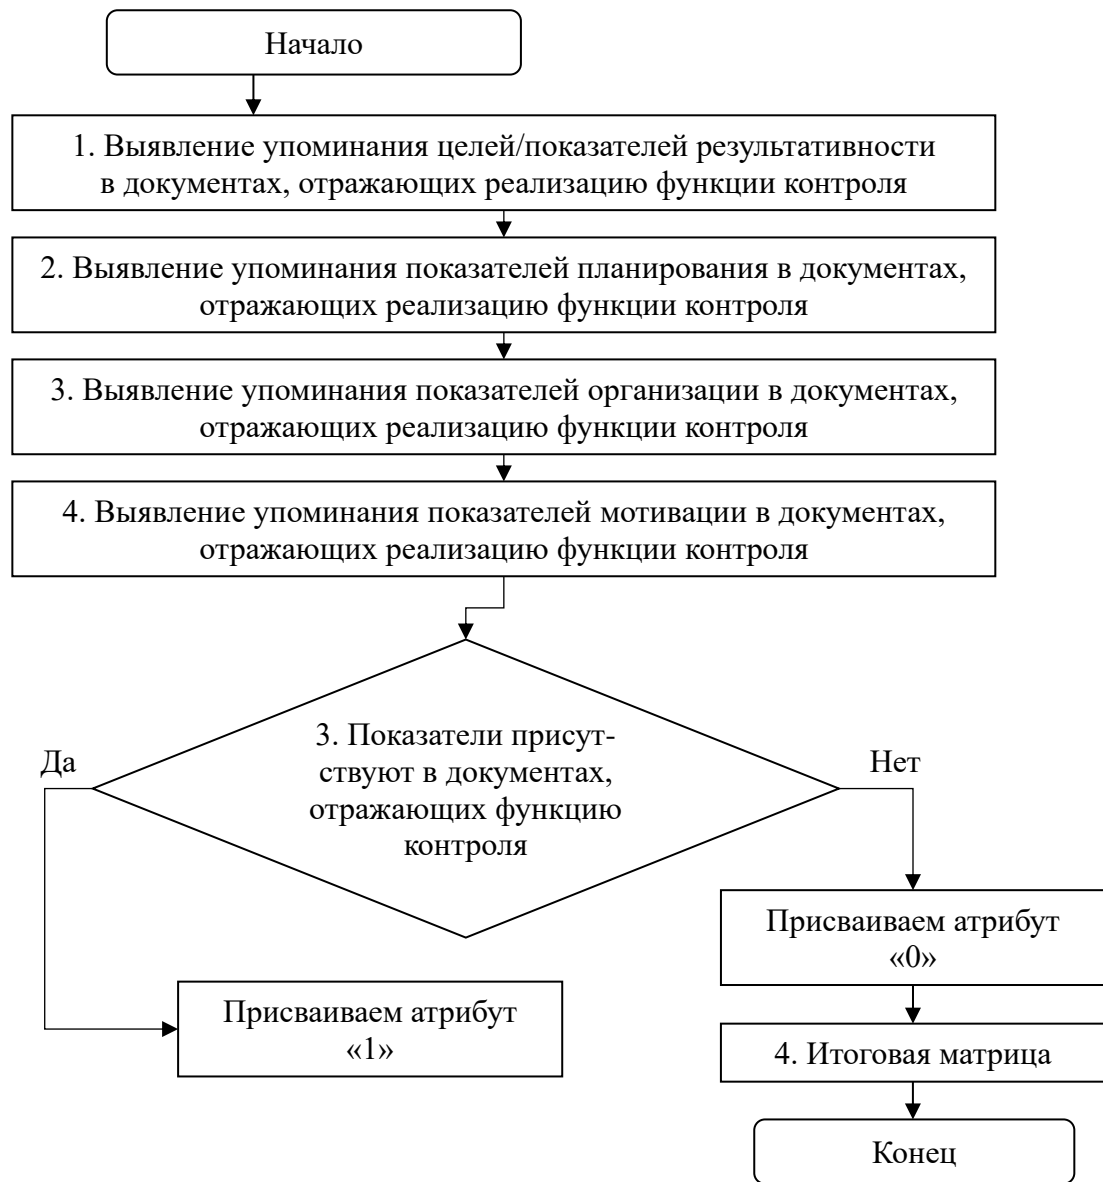 Начало
1. Выявление упоминания целей/показателей результативности
в документах, отражающих реализацию функции контроля
2. Выявление упоминания показателей планирования в документах,
отражающих реализацию функции контроля
3. Выявление упоминания показателей организации в документах,
отражающих реализацию функции контроля
4. Выявление упоминания показателей мотивации в документах,
отражающих реализацию функции контроля
Да
3. Показатели присут-
ствуют в документах,
отражающих функцию
контроля
Нет
Присваиваем атрибут
«0»
Присваиваем атрибут
«1»
4. Итоговая матрица
Конец